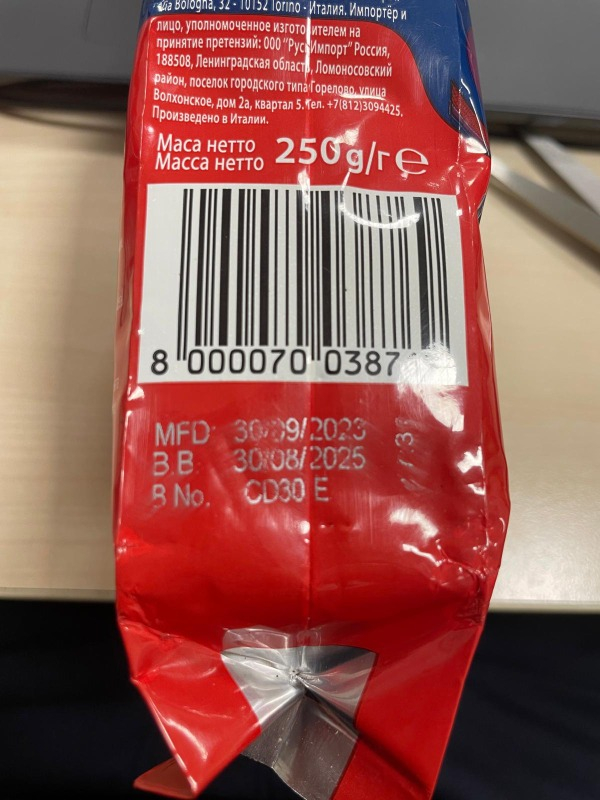 Via Bologna, 32 - 10152 Torino - Италия. Импортёр и
лицо, уполномоченное изготовителем на
принятие претензий: ООО "РусИмпорт" Россия,
188508, Ленинградская область, Ломоносовский
район, поселок городского типа Горелово, улица
Волхонское, дом 2а, квартал 5. Тел. +7(812)3094425.
Произведено в Италии.
Маса нетто
Масса нетто 250 g/г ℮
8 000070 0387
MFD 30/09/2023
B.B 30/08/2025
B No. CD30 E